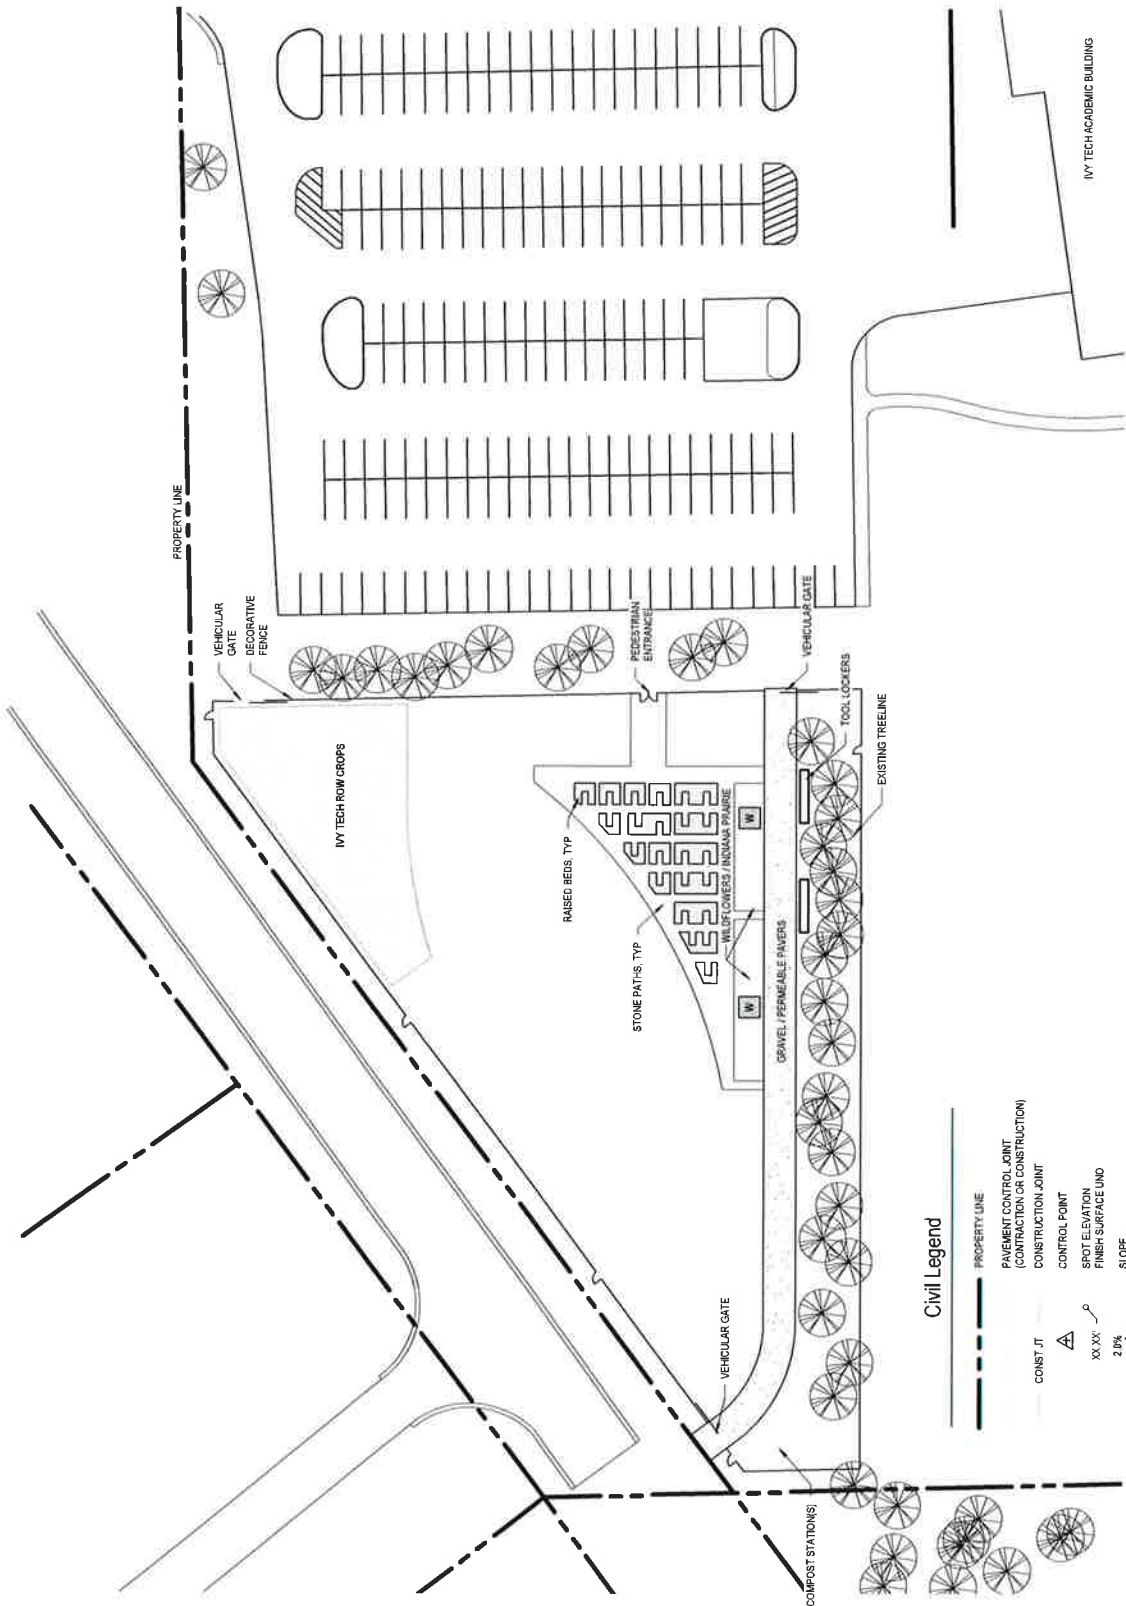 IVY TECH ACADEMIC BUILDING
PROPERTY LINE
VEHICULAR
GATE
DECORATIVE
FENCE
IVY TECH ROW CROPS
PEDESTRIAN
ENTRANCE
VEHICULAR GATE
TOOL LOCKERS
EXISTING TREELINE
RAISED BEDS, TYP
STONE PATHS, TYP
WILDFLOWERS / INDIANA PRAIRIE
W
W
GRAVEL / PERMEABLE PAVERS
VEHICULAR GATE
COMPOST STATION(S)
Civil Legend
PROPERTY LINE
PAVEMENT CONTROL JOINT
(CONTRACTION OR CONSTRUCTION)
CONST JT
CONSTRUCTION JOINT
CONTROL POINT
XX.XX'
SPOT ELEVATION
FINISH SURFACE UNO
2.0%
SLOPE